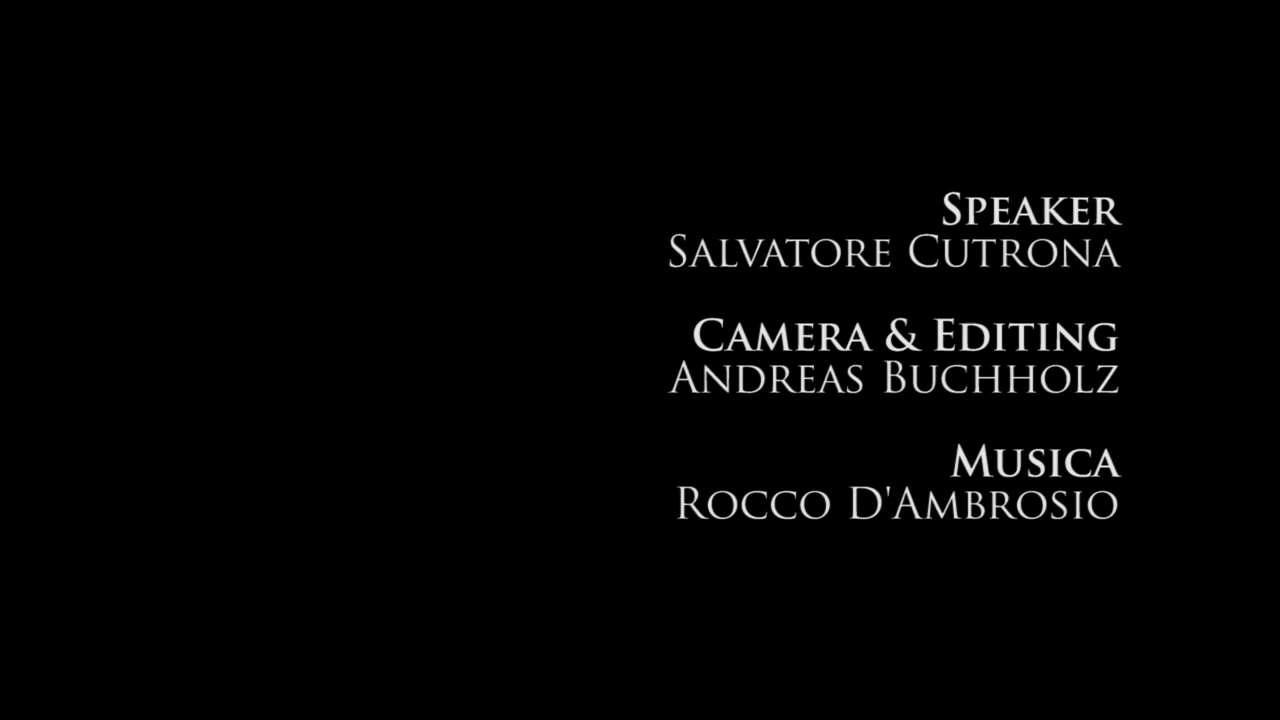 SPEAKER
SALVATORE CUTRONA
CAMERA & EDITING
ANDREAS BUCHHOLZ
MUSICA
ROCCO D'AMBROSIO